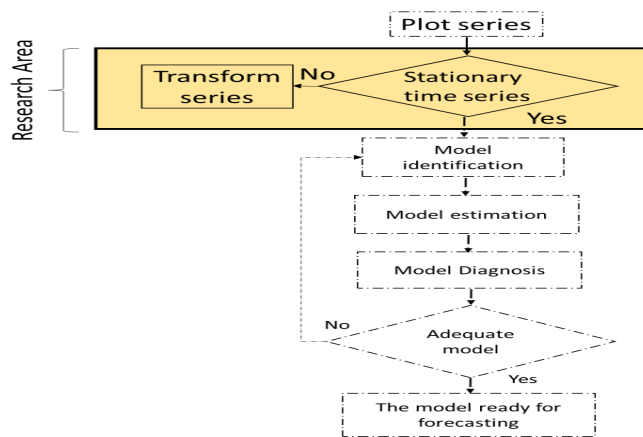 Plot series
Research Area
Transform
series
No
Stationary
time series
Yes
Model
identification
Model estimation
Model Diagnosis
No
Adequate
model
Yes
The model ready for
forecasting